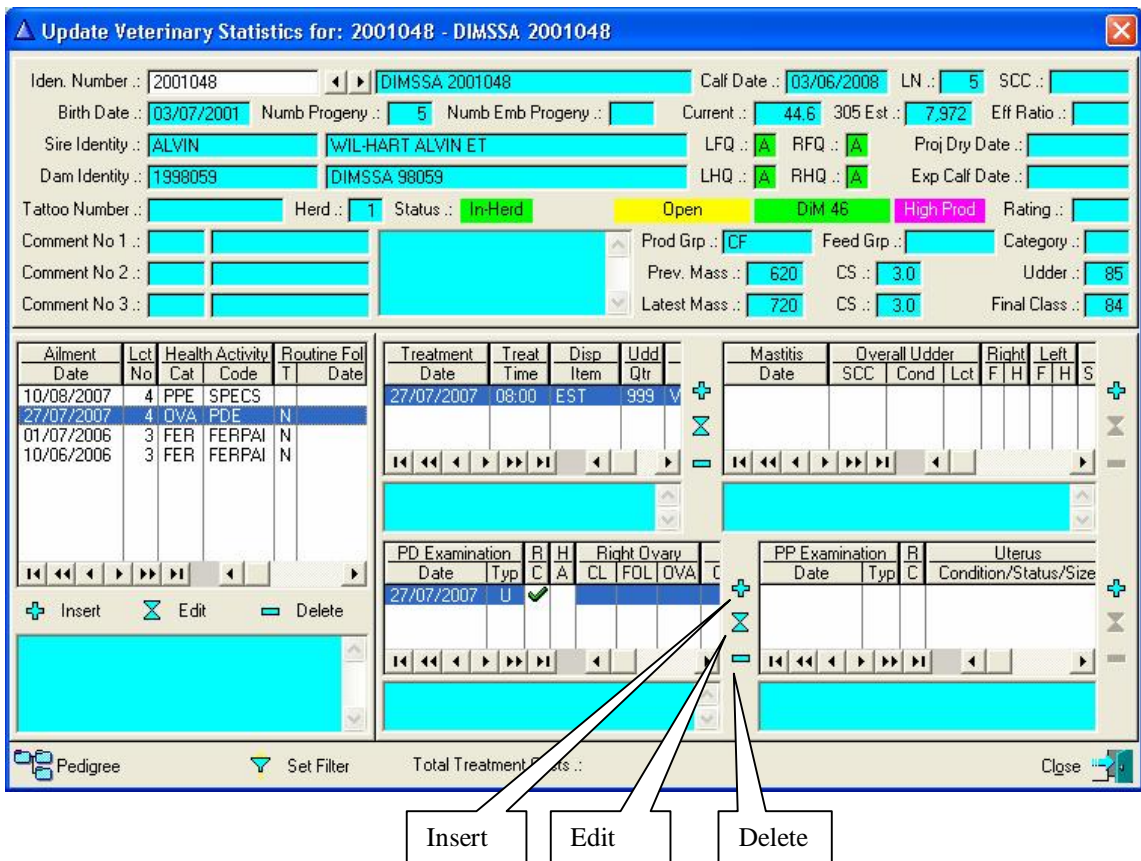 Update Veterinary Statistics for: 2001048 - DIMSSA 2001048
Iden. Number .: 2001048 DIMSSA 2001048 Calf Date .: 03/06/2008 LN .: 5 SCC .:
Birth Date .: 03/07/2001 Numb Progeny .: 5 Numb Emb Progeny .: Current .: 44.6 305 Est .: 7,972 Eff Ratio .:
Sire Identity .: ALVIN WIL-HART ALVIN ET LFQ .: A RFQ .: A Proj Dry Date .:
Dam Identity .: 1998059 DIMSSA 98059 LHQ .: A RHQ .: A Exp Calf Date .:
Tattoo Number .: Herd .: 1 Status .: In-Herd Open DiM 46 High Prod Rating .:
Comment No 1 .: Prod Grp .: CF Feed Grp .: Category .:
Comment No 2 .: Prev. Mass .: 620 CS .: 3.0 Udder .: 85
Comment No 3 .: Latest Mass .: 720 CS .: 3.0 Final Class .: 84
Ailment Lct Health Activity Routine Fol
Date No Cat Code T Date
10/08/2007 4 PPE SPECS
27/07/2007 4 OVA PDE N
01/07/2006 3 FER FERPAI N
10/06/2006 3 FER FERPAI N
Insert Edit Delete
Treatment Treat Disp Udd
Date Time Item Qtr
27/07/2007 08:00 EST 999 V
Mastitis Overall Udder Right Left
Date SCC Cond Lct F H F H S
PD Examination R H Right Ovary
Date Typ C A CL FOL OVA C
27/07/2007 U
PP Examination R Uterus
Date Typ C Condition/Status/Size
Pedigree Set Filter Total Treatment .: Close
Insert Edit Delete